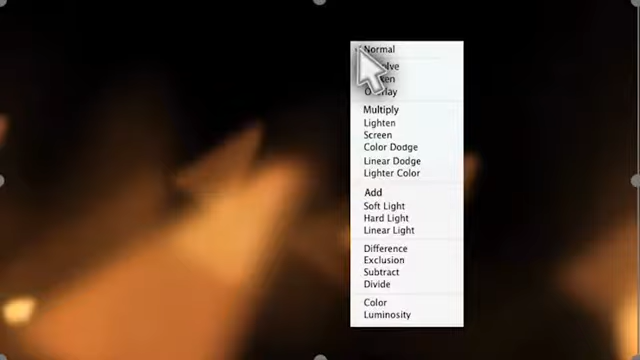 Normal
Multiply
Lighten
Screen
Color Dodge
Linear Dodge
Lighter Color
Add
Soft Light
Hard Light
Linear Light
Difference
Exclusion
Subtract
Divide
Color
Luminosity